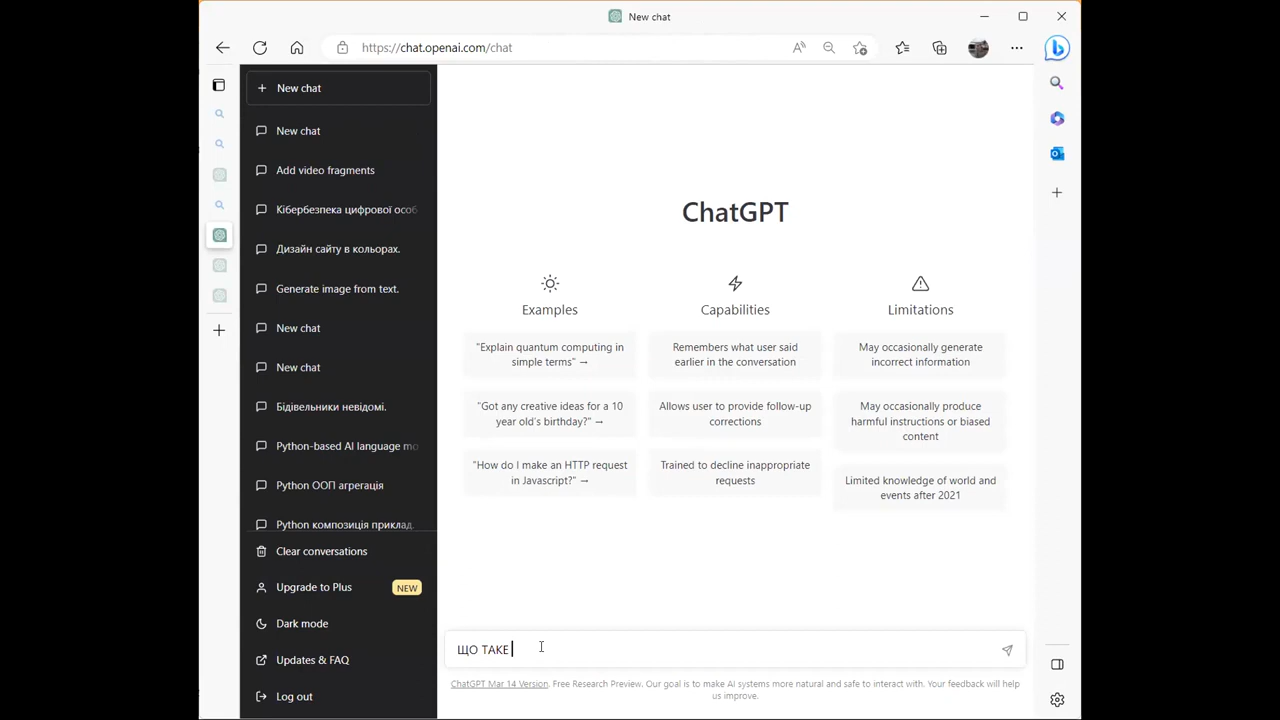 New chat
https://chat.openai.com/chat
New chat
New chat
Add video fragments
Кібербезпека цифрової особ
Дизайн сайту в кольорах.
Generate image from text.
New chat
New chat
Бідівельники невідомі.
Python-based AI language mo
Python ООП агрегація
Python композиція приклад.
Clear conversations
Upgrade to Plus
NEW
Dark mode
Updates & FAQ
Log out
ChatGPT
Examples
"Explain quantum computing in
simple terms" →
"Got any creative ideas for a 10
year old's birthday?" →
"How do I make an HTTP request
in Javascript?" →
Capabilities
Remembers what user said
earlier in the conversation
Allows user to provide follow-up
corrections
Trained to decline inappropriate
requests
Limitations
May occasionally generate
incorrect information
May occasionally produce
harmful instructions or biased
content
Limited knowledge of world and
events after 2021
ЩО ТАКЕ
ChatGPT Mar 14 Version. Free Research Preview. Our goal is to make AI systems more natural and safe to interact with. Your feedback will help
us improve.